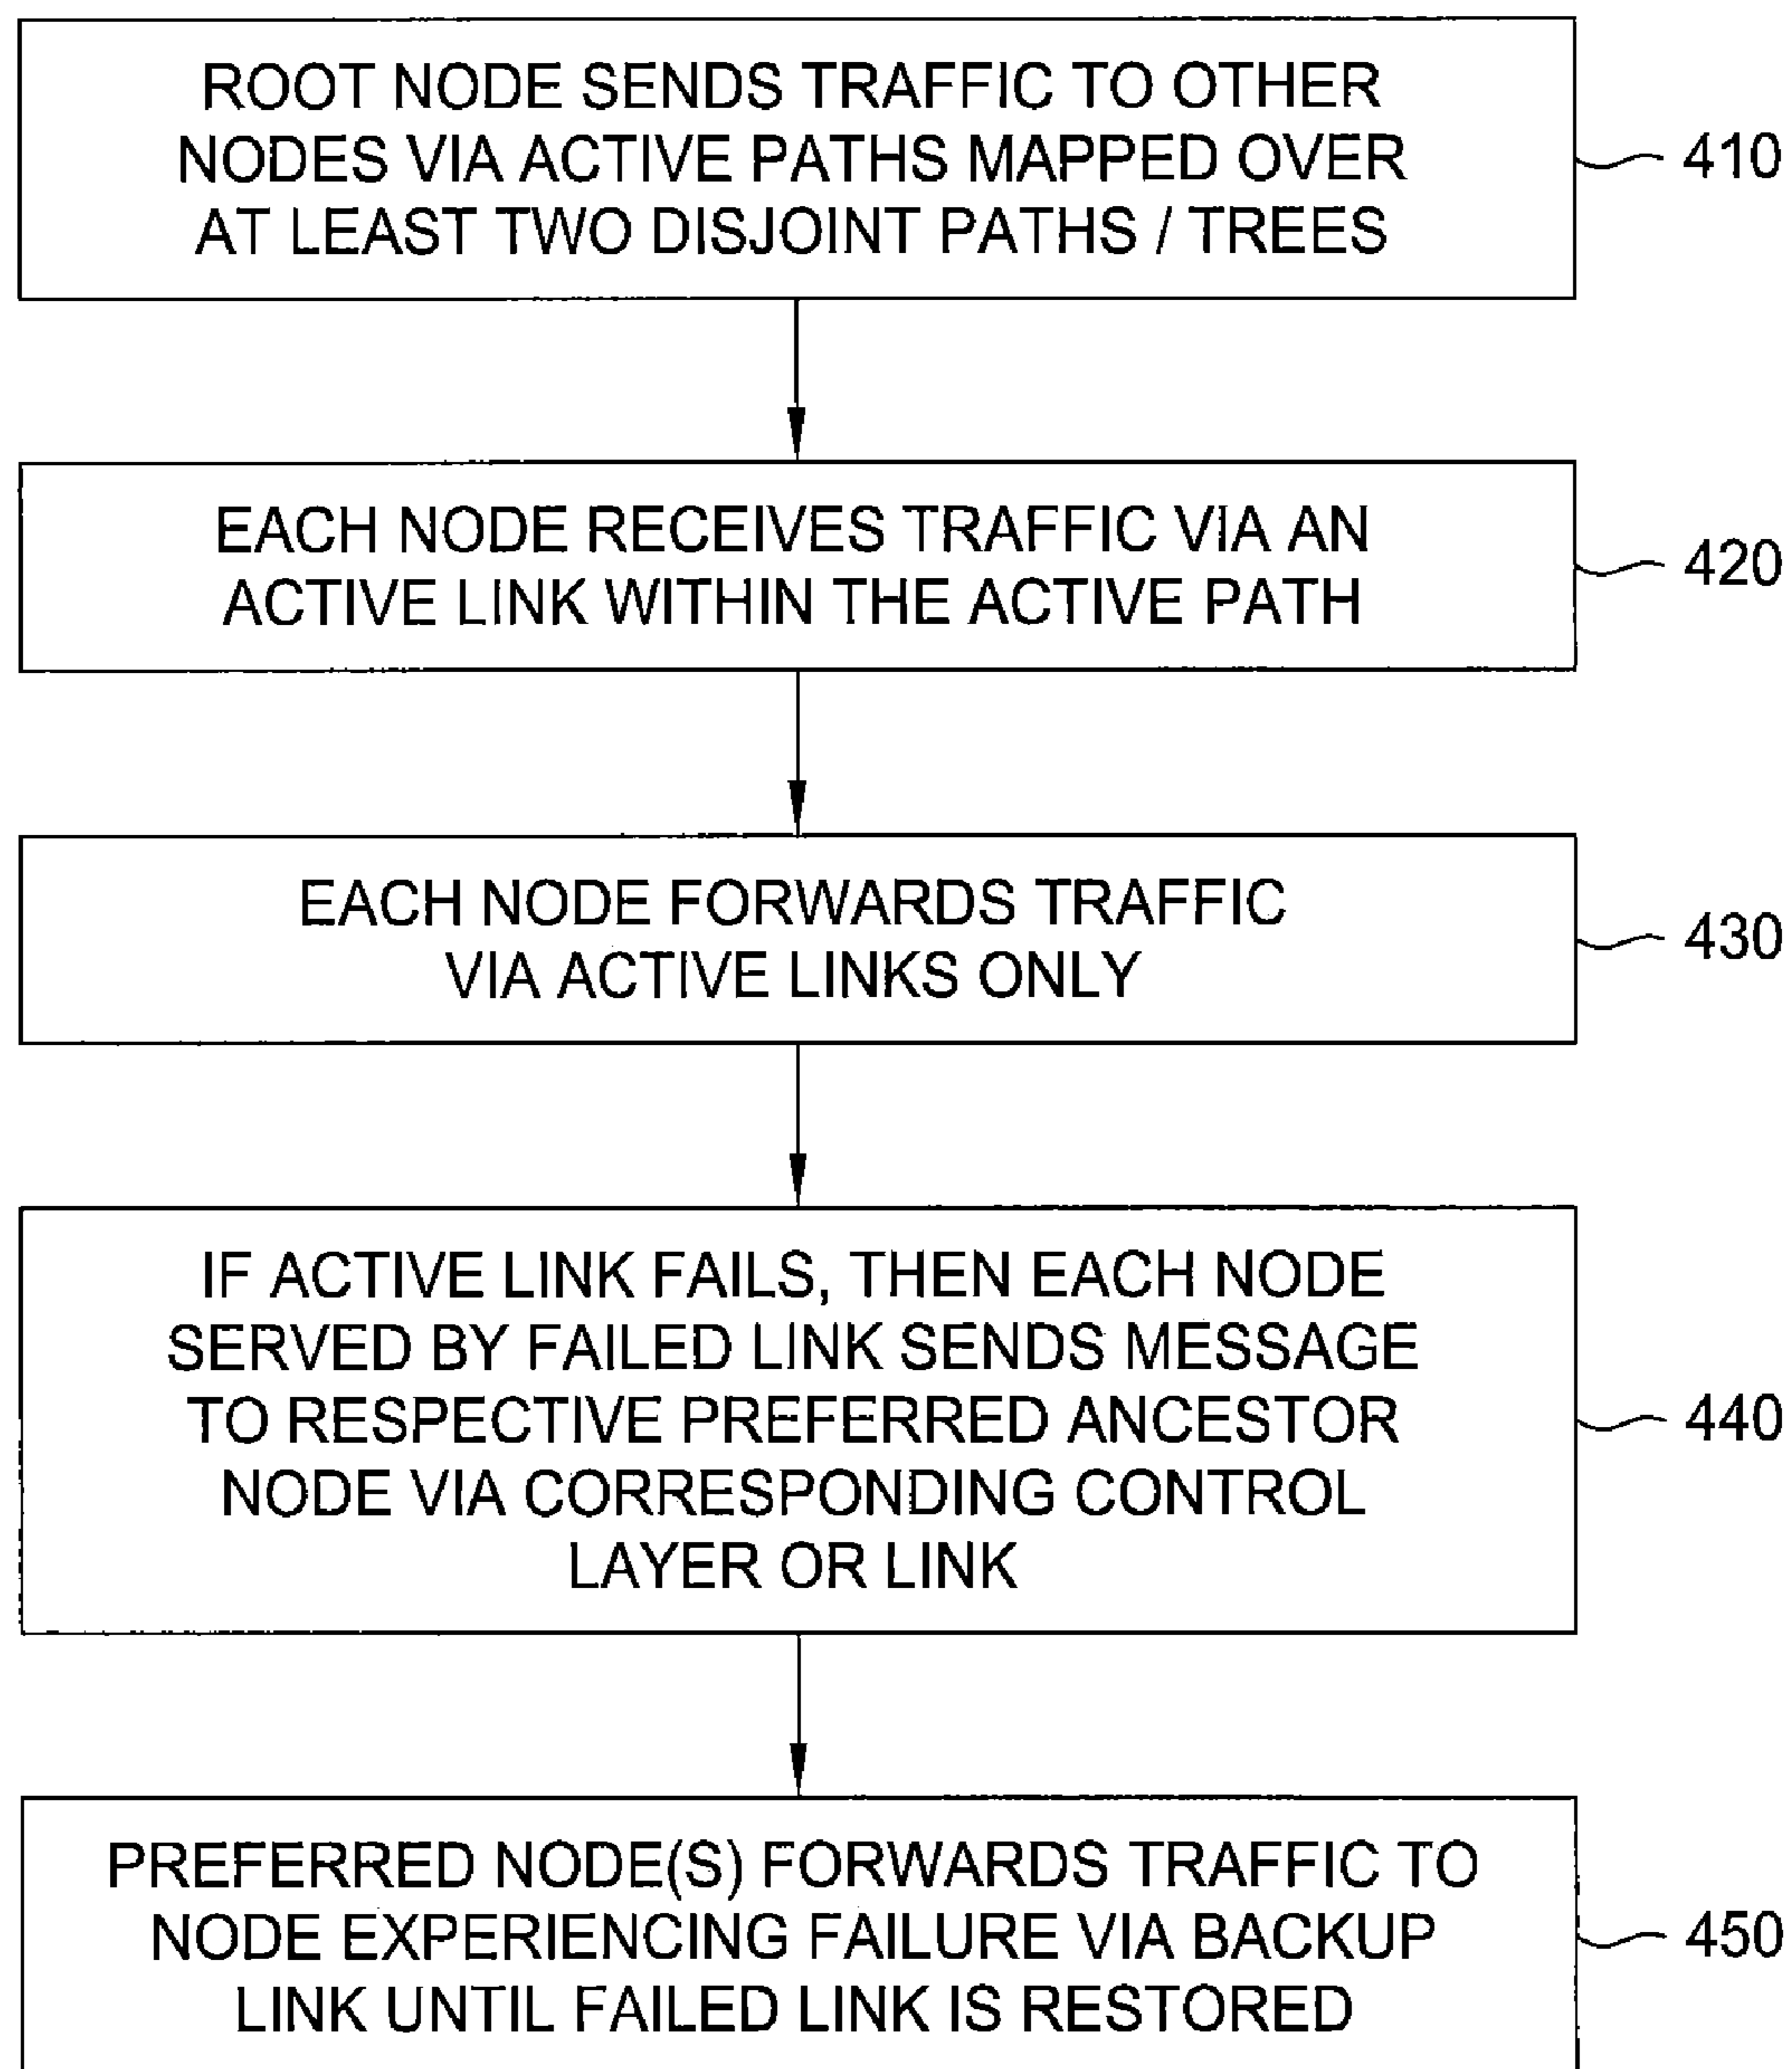 ROOT NODE SENDS TRAFFIC TO OTHER
NODES VIA ACTIVE PATHS MAPPED OVER
AT LEAST TWO DISJOINT PATHS / TREES
410
EACH NODE RECEIVES TRAFFIC VIA AN
ACTIVE LINK WITHIN THE ACTIVE PATH
420
EACH NODE FORWARDS TRAFFIC
VIA ACTIVE LINKS ONLY
430
IF ACTIVE LINK FAILS, THEN EACH NODE
SERVED BY FAILED LINK SENDS MESSAGE
TO RESPECTIVE PREFERRED ANCESTOR
NODE VIA CORRESPONDING CONTROL
LAYER OR LINK
440
PREFERRED NODE(S) FORWARDS TRAFFIC TO
NODE EXPERIENCING FAILURE VIA BACKUP
LINK UNTIL FAILED LINK IS RESTORED
450